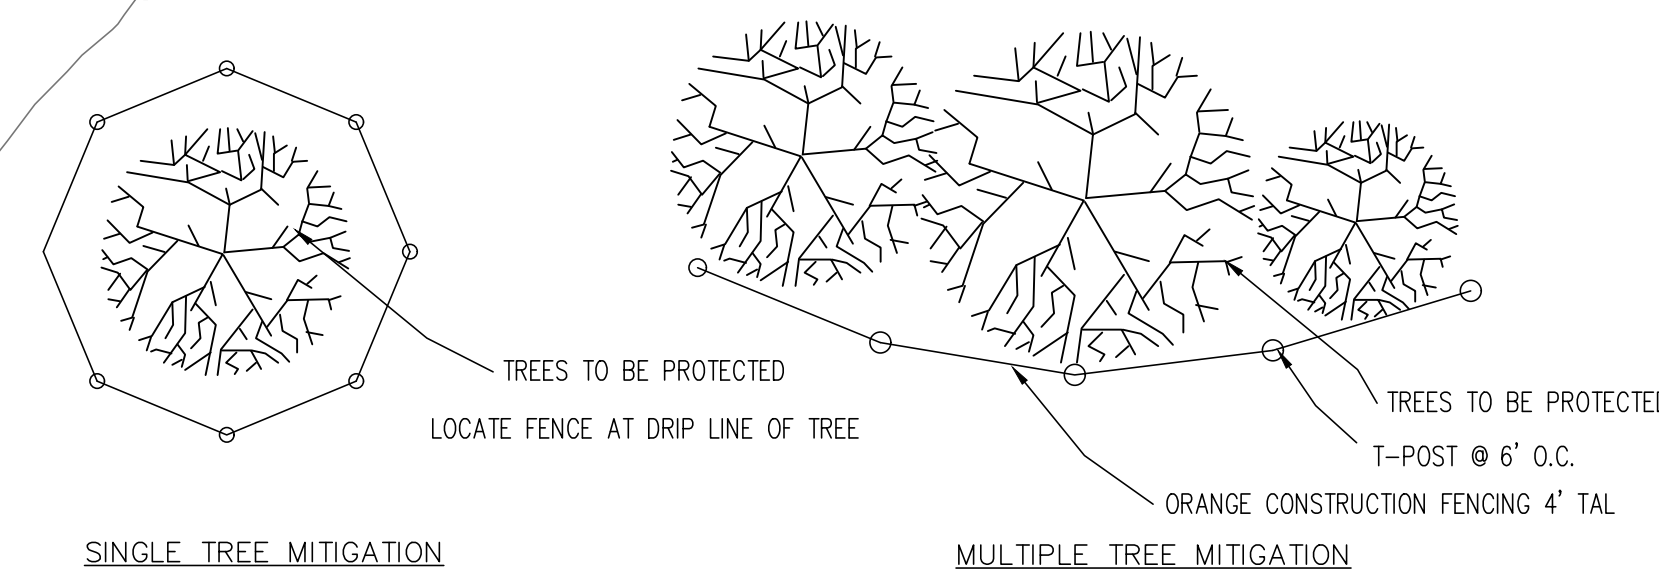 TREES TO BE PROTECTED
LOCATE FENCE AT DRIP LINE OF TREE
SINGLE TREE MITIGATION
TREES TO BE PROTECTE
T-POST @ 6' O.C.
ORANGE CONSTRUCTION FENCING 4' TAL
MULTIPLE TREE MITIGATION